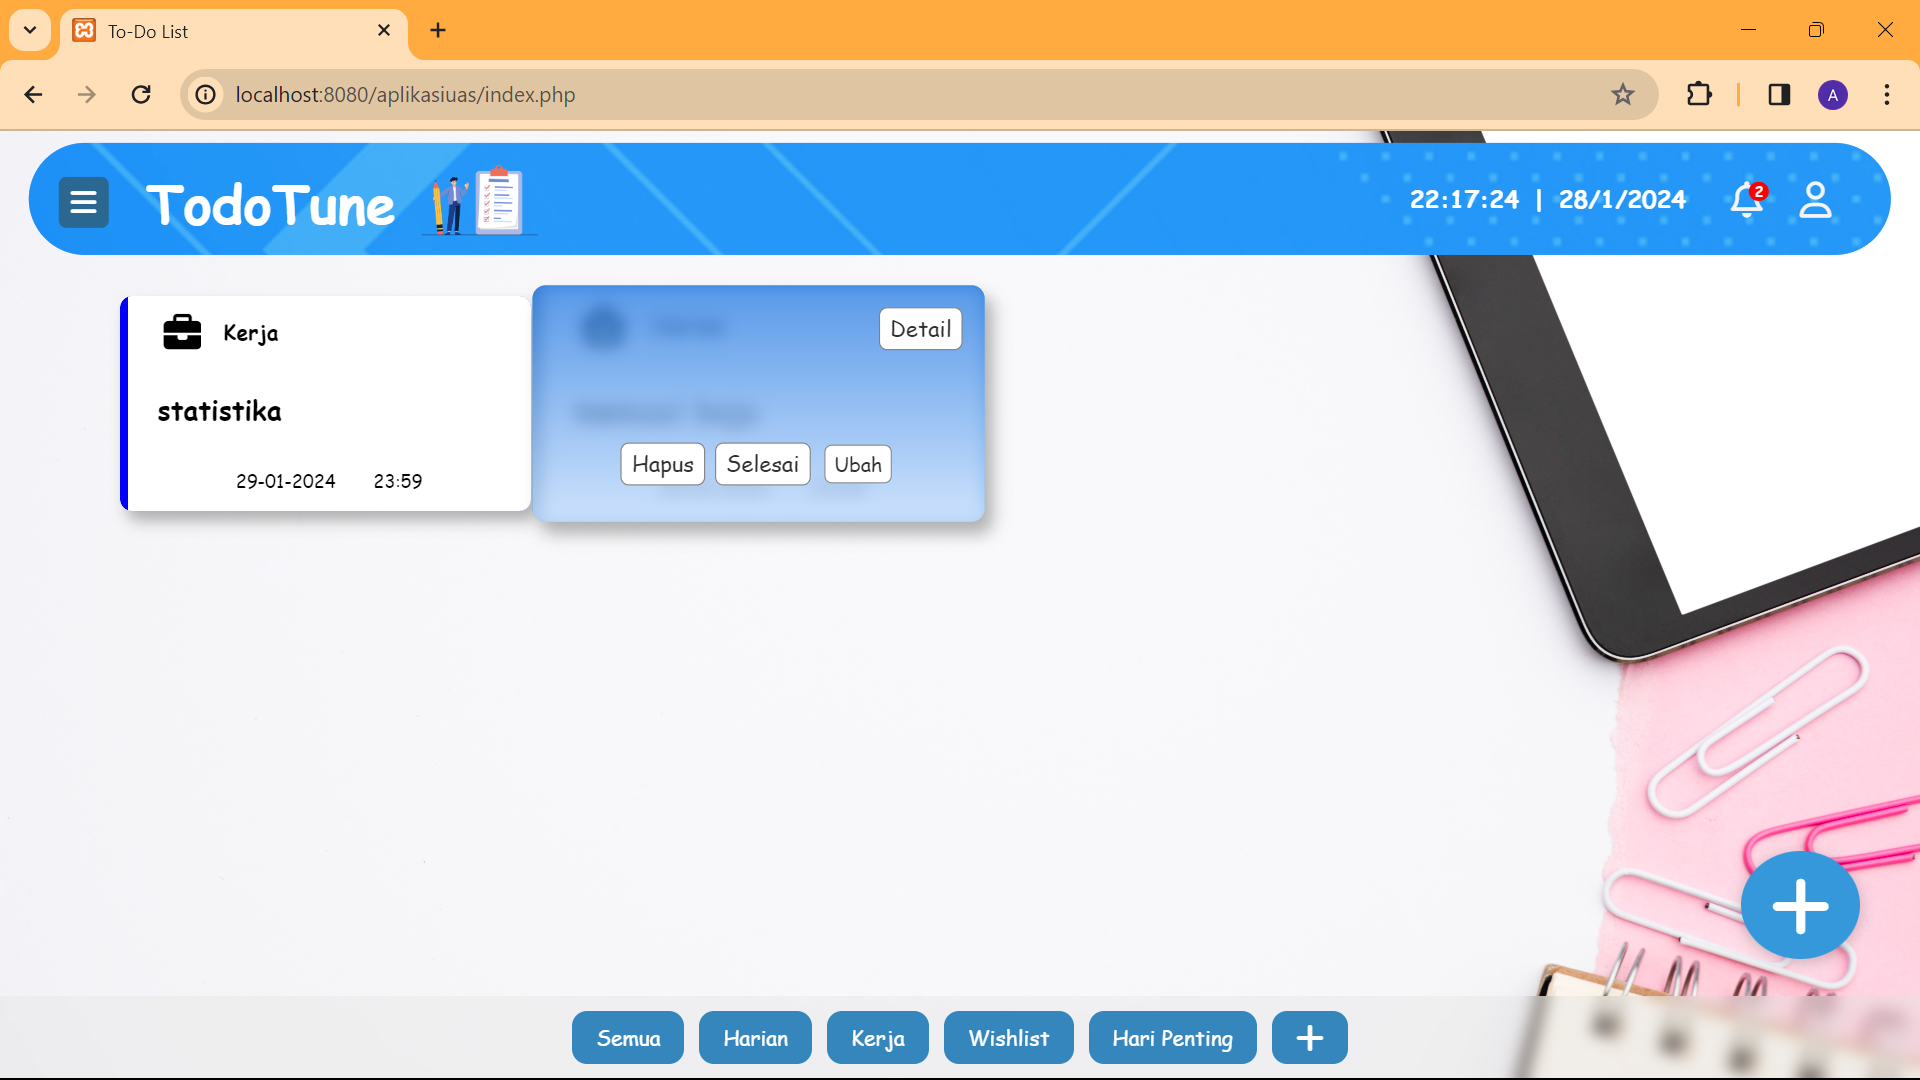 To-Do List
localhost:8080/aplikasiuas/index.php
A
TodoTune
22:17:24 | 28/1/2024
2
Kerja
statistika
29-01-2024 23:59
Detail
Hapus Selesai Ubah
Semua Harian Kerja Wishlist Hari Penting